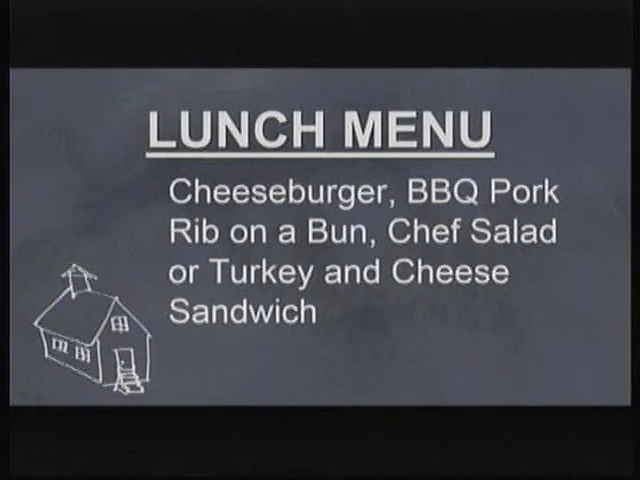 LUNCH MENU
Cheeseburger, BBQ Pork
Rib on a Bun, Chef Salad
or Turkey and Cheese
Sandwich